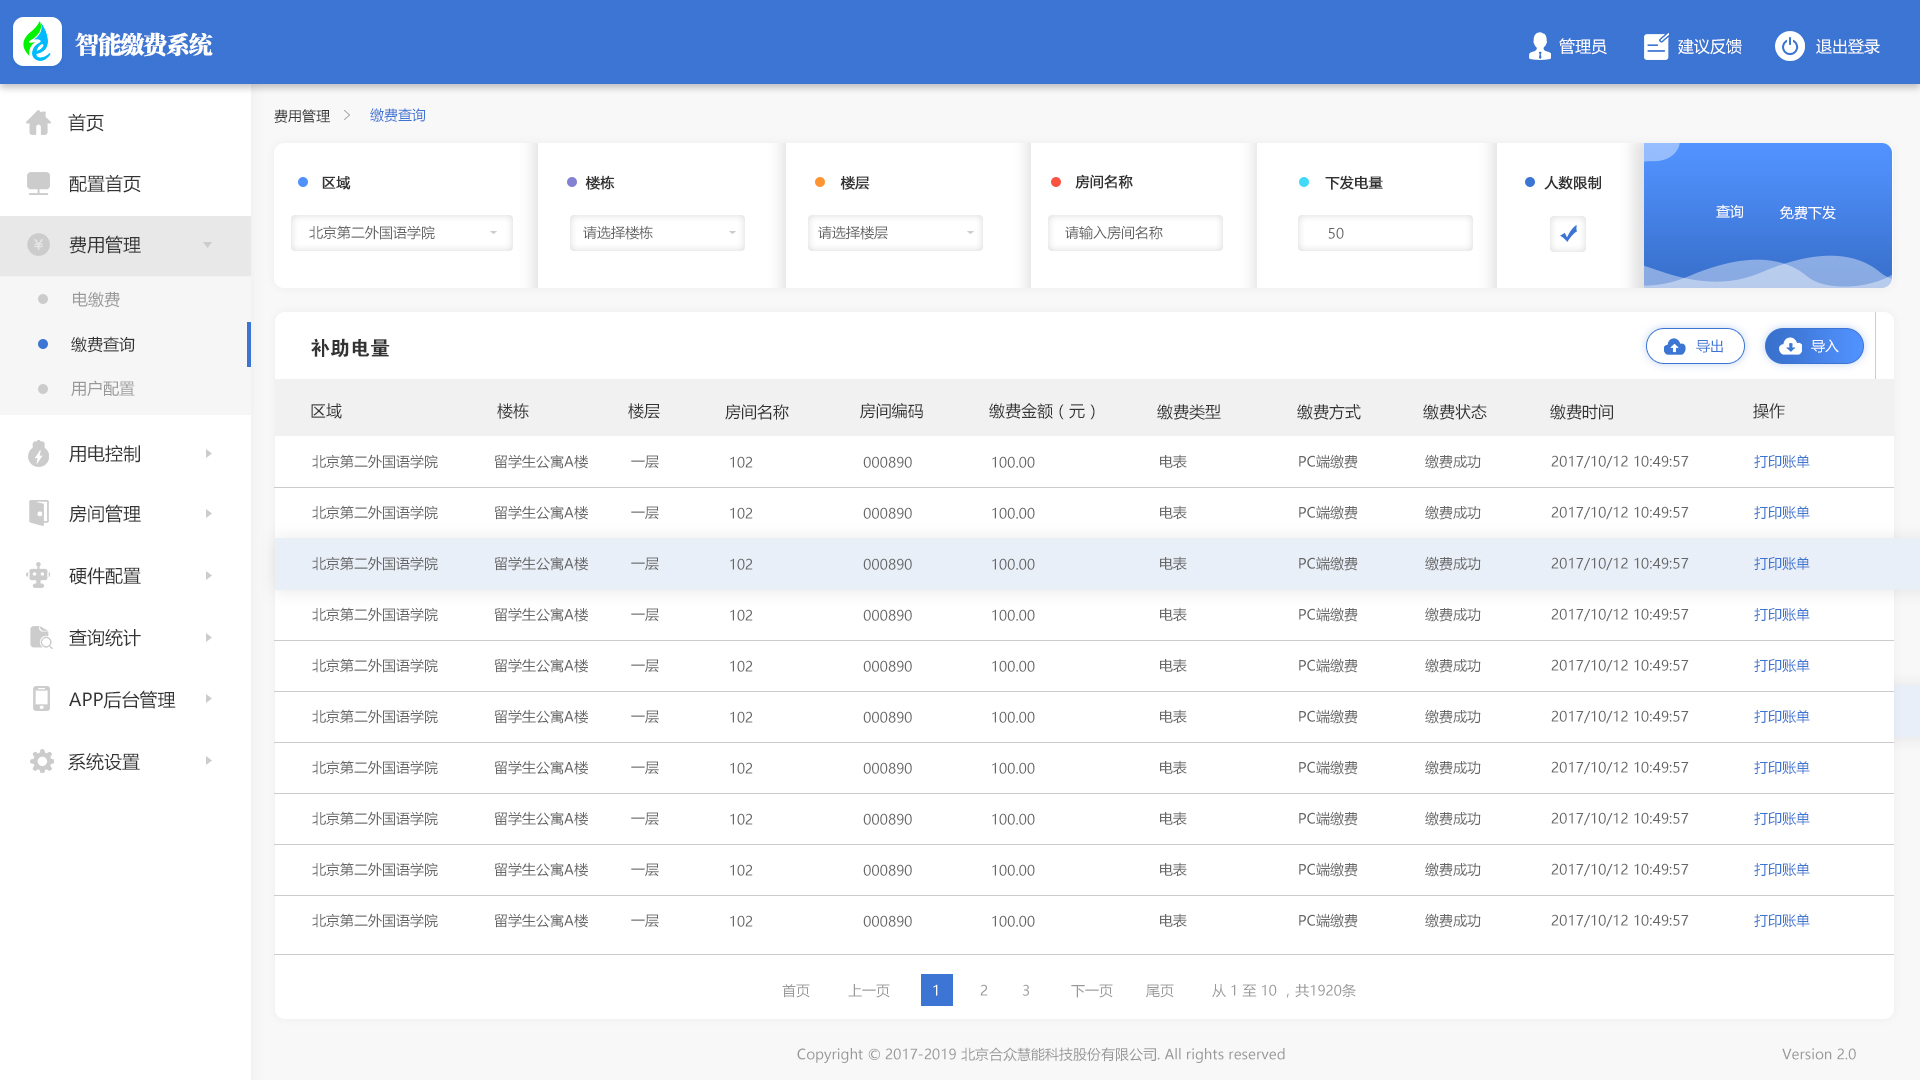 智能缴费系统
管理员 建议反馈 退出登录
首页
配置首页
费用管理
电缴费
缴费查询
用户配置
用电控制
房间管理
硬件配置
查询统计
APP后台管理
系统设置
费用管理 > 缴费查询
区域 楼栋 楼层 房间名称 下发电量 人数限制
北京第二外国语学院 请选择楼栋 请选择楼层 请输入房间名称 50 查询 免费下发
补助电量 导出 导入
区域 楼栋 楼层 房间名称 房间编码 缴费金额（元） 缴费类型 缴费方式 缴费状态 缴费时间 操作
北京第二外国语学院 留学生公寓A楼 一层 102 000890 100.00 电表 PC端缴费 缴费成功 2017/10/12 10:49:57 打印账单
北京第二外国语学院 留学生公寓A楼 一层 102 000890 100.00 电表 PC端缴费 缴费成功 2017/10/12 10:49:57 打印账单
北京第二外国语学院 留学生公寓A楼 一层 102 000890 100.00 电表 PC端缴费 缴费成功 2017/10/12 10:49:57 打印账单
北京第二外国语学院 留学生公寓A楼 一层 102 000890 100.00 电表 PC端缴费 缴费成功 2017/10/12 10:49:57 打印账单
北京第二外国语学院 留学生公寓A楼 一层 102 000890 100.00 电表 PC端缴费 缴费成功 2017/10/12 10:49:57 打印账单
北京第二外国语学院 留学生公寓A楼 一层 102 000890 100.00 电表 PC端缴费 缴费成功 2017/10/12 10:49:57 打印账单
北京第二外国语学院 留学生公寓A楼 一层 102 000890 100.00 电表 PC端缴费 缴费成功 2017/10/12 10:49:57 打印账单
北京第二外国语学院 留学生公寓A楼 一层 102 000890 100.00 电表 PC端缴费 缴费成功 2017/10/12 10:49:57 打印账单
北京第二外国语学院 留学生公寓A楼 一层 102 000890 100.00 电表 PC端缴费 缴费成功 2017/10/12 10:49:57 打印账单
北京第二外国语学院 留学生公寓A楼 一层 102 000890 100.00 电表 PC端缴费 缴费成功 2017/10/12 10:49:57 打印账单
首页 上一页 1 2 3 下一页 尾页 从 1 至 10 ，共1920条
Copyright © 2017-2019 北京合众慧能科技股份有限公司. All rights reserved Version 2.0